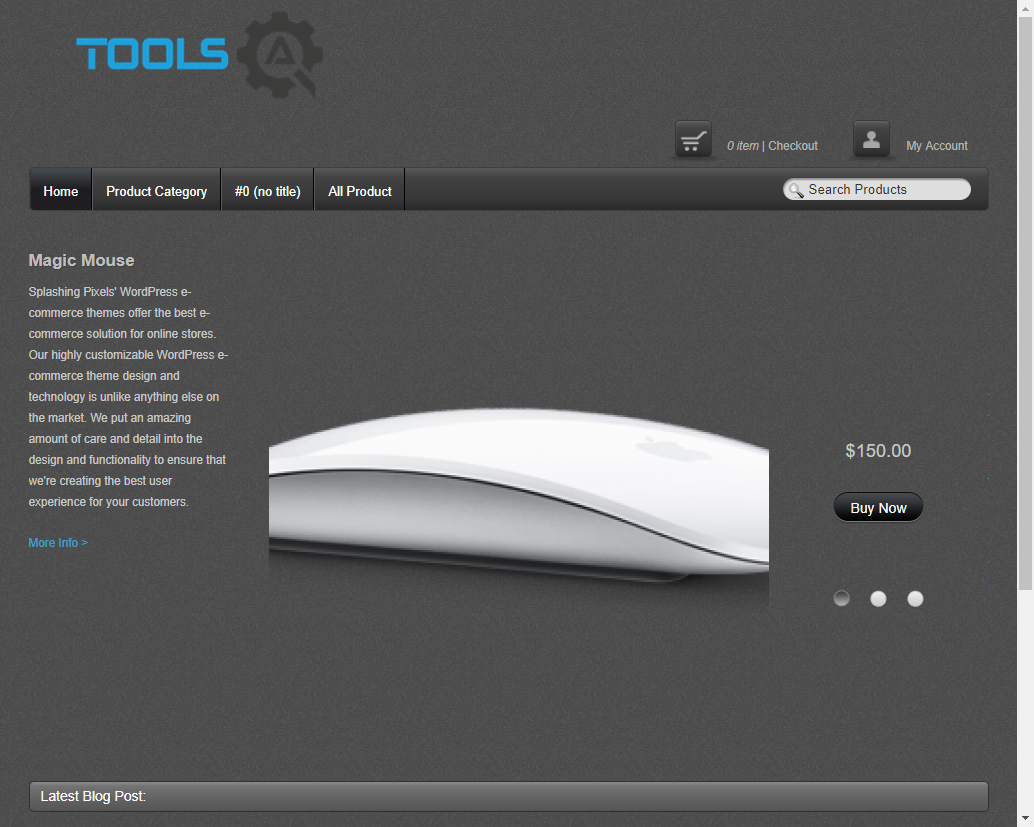 TOOLS QA
0 item | Checkout
My Account
Home
Product Category
#0 (no title)
All Product
Search Products
Magic Mouse
Splashing Pixels' WordPress e-
commerce themes offer the best e-
commerce solution for online stores.
Our highly customizable WordPress e-
commerce theme design and
technology is unlike anything else on
the market. We put an amazing
amount of care and detail into the
design and functionality to ensure that
we're creating the best user
experience for your customers.
More Info >
$150.00
Buy Now
Latest Blog Post: